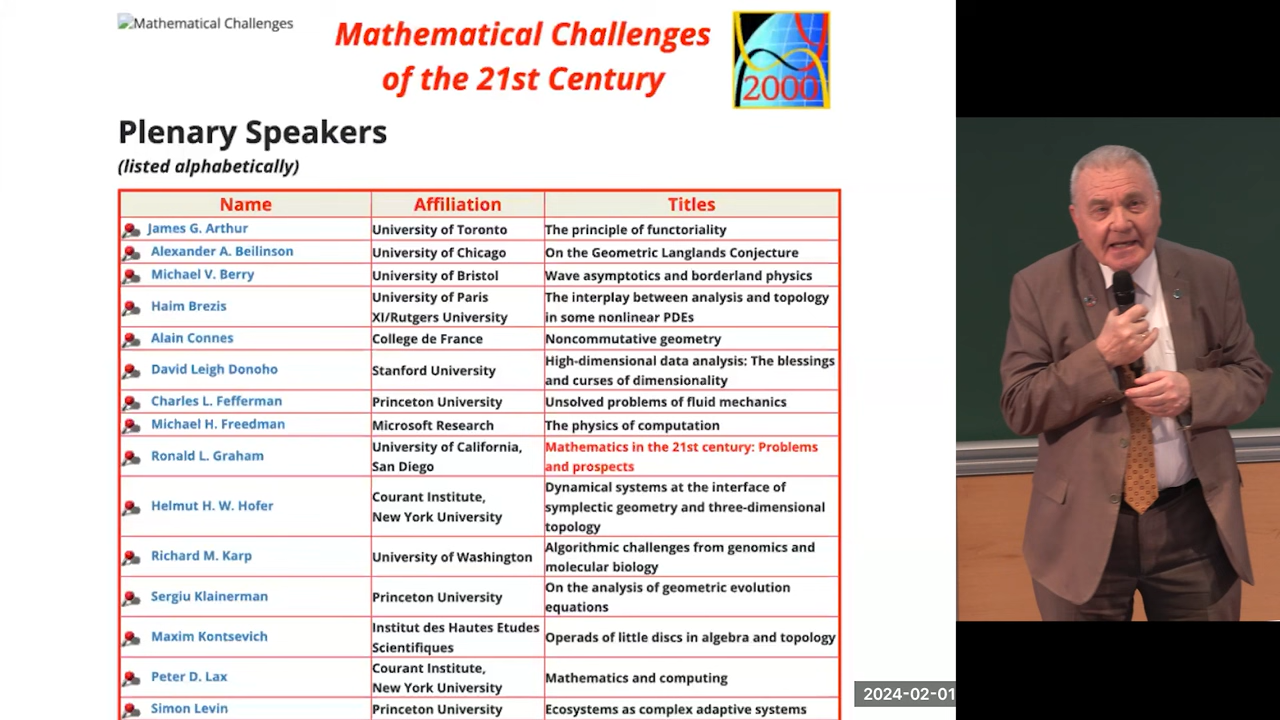 Mathematical Challenges
Mathematical Challenges
of the 21st Century
2000
Plenary Speakers
(listed alphabetically)
Name Affiliation Titles
James G. Arthur University of Toronto The principle of functoriality
Alexander A. Beilinson University of Chicago On the Geometric Langlands Conjecture
Michael V. Berry University of Bristol Wave asymptotics and borderland physics
Haim Brezis University of Paris The interplay between analysis and topology
XI/Rutgers University in some nonlinear PDEs
Alain Connes College de France Noncommutative geometry
David Leigh Donoho Stanford University High-dimensional data analysis: The blessings
and curses of dimensionality
Charles L. Fefferman Princeton University Unsolved problems of fluid mechanics
Michael H. Freedman Microsoft Research The physics of computation
Ronald L. Graham University of California, Mathematics in the 21st century: Problems
San Diego and prospects
Helmut H. W. Hofer Courant Institute, Dynamical systems at the interface of
New York University symplectic geometry and three-dimensional
topology
Richard M. Karp University of Washington Algorithmic challenges from genomics and
molecular biology
Sergiu Klainerman Princeton University On the analysis of geometric evolution
equations
Maxim Kontsevich Institut des Hautes Etudes Operads of little discs in algebra and topology
Scientifiques
Peter D. Lax Courant Institute, Mathematics and computing
New York University
Simon Levin Princeton University Ecosystems as complex adaptive systems
2024-02-01